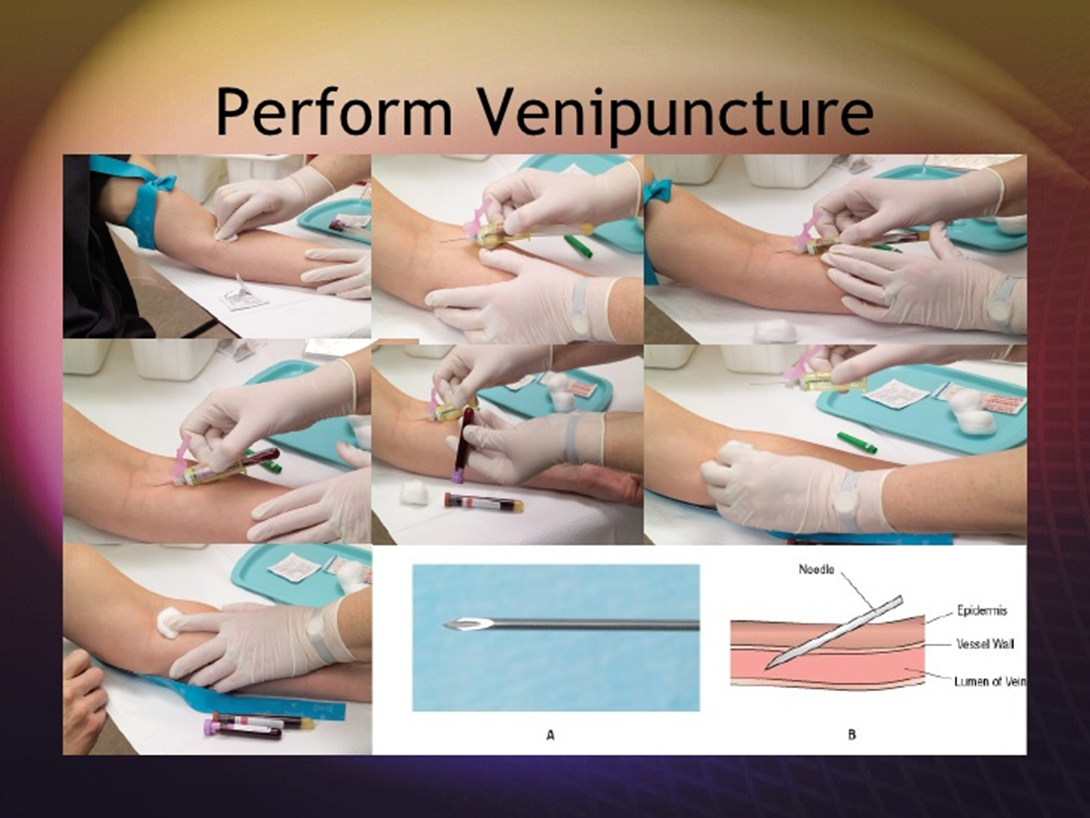 Perform Venipuncture
Needle
Epidermis
Vessel Wall
Lumen of Vein
A
B